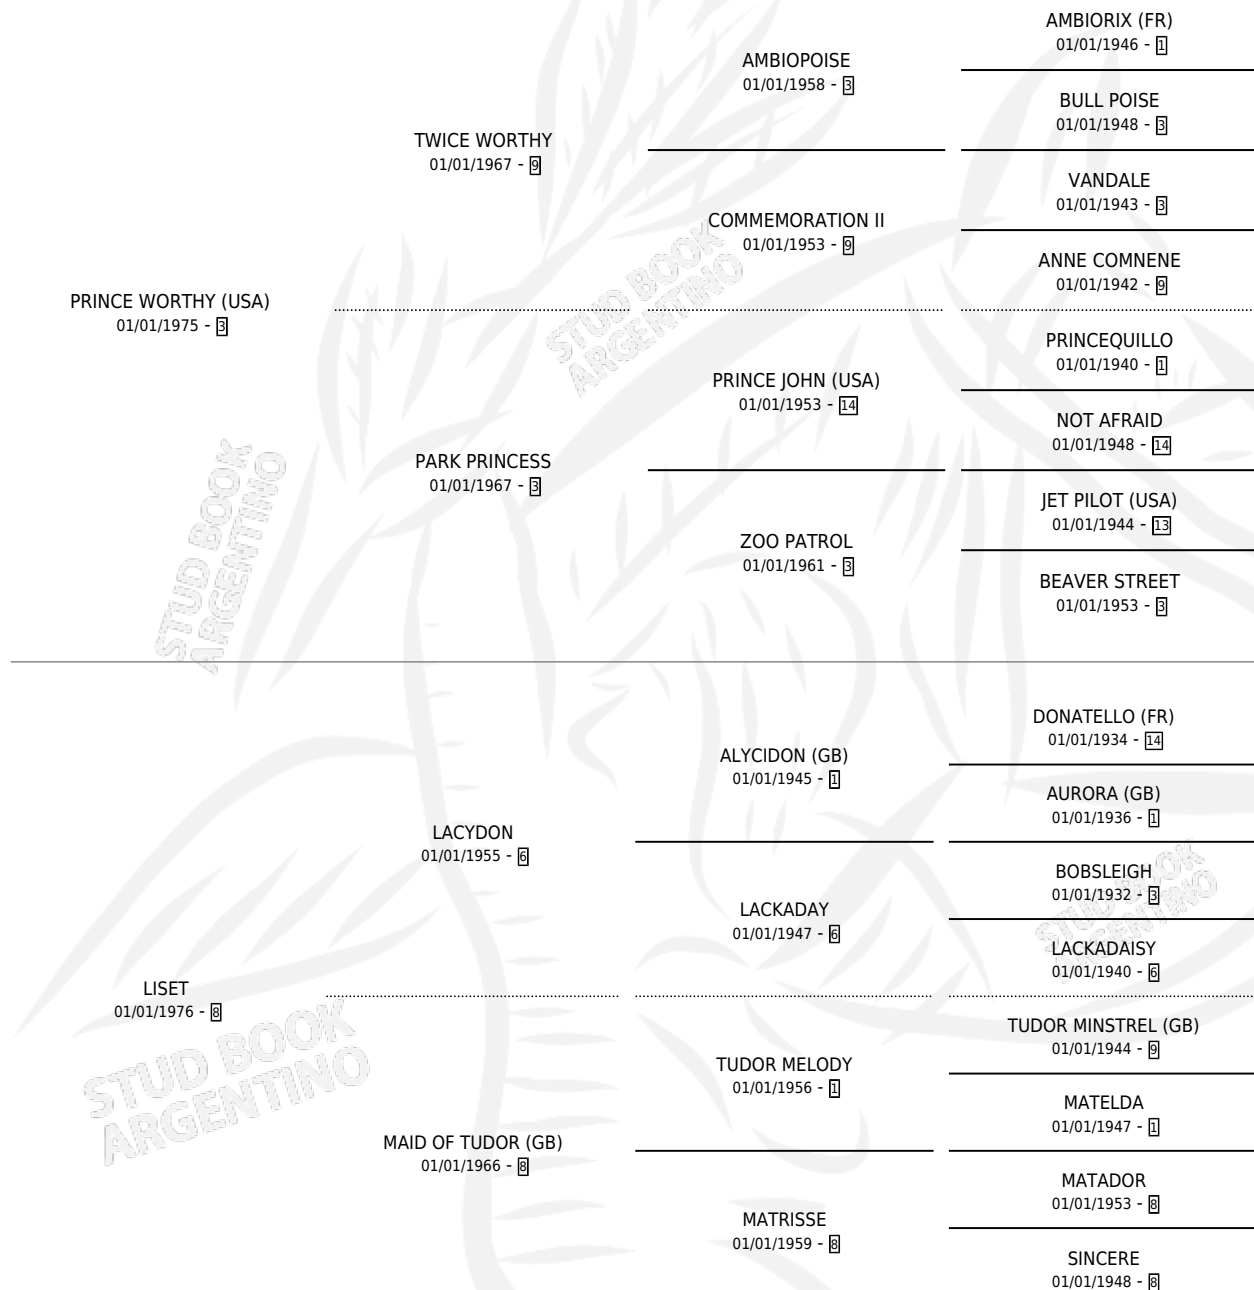 AMBIORIX (FR)
01/01/1946 - 1
AMBIOPOISE
01/01/1958 - 3
BULL POISE
01/01/1948 - 3
TWICE WORTHY
01/01/1967 - 9
VANDALE
01/01/1943 - 3
COMMEMORATION II
01/01/1953 - 9
ANNE COMNENE
01/01/1942 - 9
PRINCE WORTHY (USA)
01/01/1975 - 3
PRINCEQUILLO
01/01/1940 - 1
PRINCE JOHN (USA)
01/01/1953 - 14
NOT AFRAID
01/01/1948 - 14
PARK PRINCESS
01/01/1967 - 3
JET PILOT (USA)
01/01/1944 - 13
ZOO PATROL
01/01/1961 - 3
BEAVER STREET
01/01/1953 - 3
DONATELLO (FR)
01/01/1934 - 14
ALYCIDON (GB)
01/01/1945 - 1
AURORA (GB)
01/01/1936 - 1
LACYDON
01/01/1955 - 6
BOBSLEIGH
01/01/1932 - 3
LACKADAY
01/01/1947 - 6
LACKADAISY
01/01/1940 - 6
LISET
01/01/1976 - 8
TUDOR MINSTREL (GB)
01/01/1944 - 9
TUDOR MELODY
01/01/1956 - 1
MATELDA
01/01/1947 - 1
MAID OF TUDOR (GB)
01/01/1966 - 8
MATADOR
01/01/1953 - 8
MATRISSE
01/01/1959 - 8
SINCERE
01/01/1948 - 8
STUD BOOK
ARGENTINO
STUD BOOK
ARGENTINO
STUD BOOK
ARGENTINO
STUD BOOK
ARGENTINO